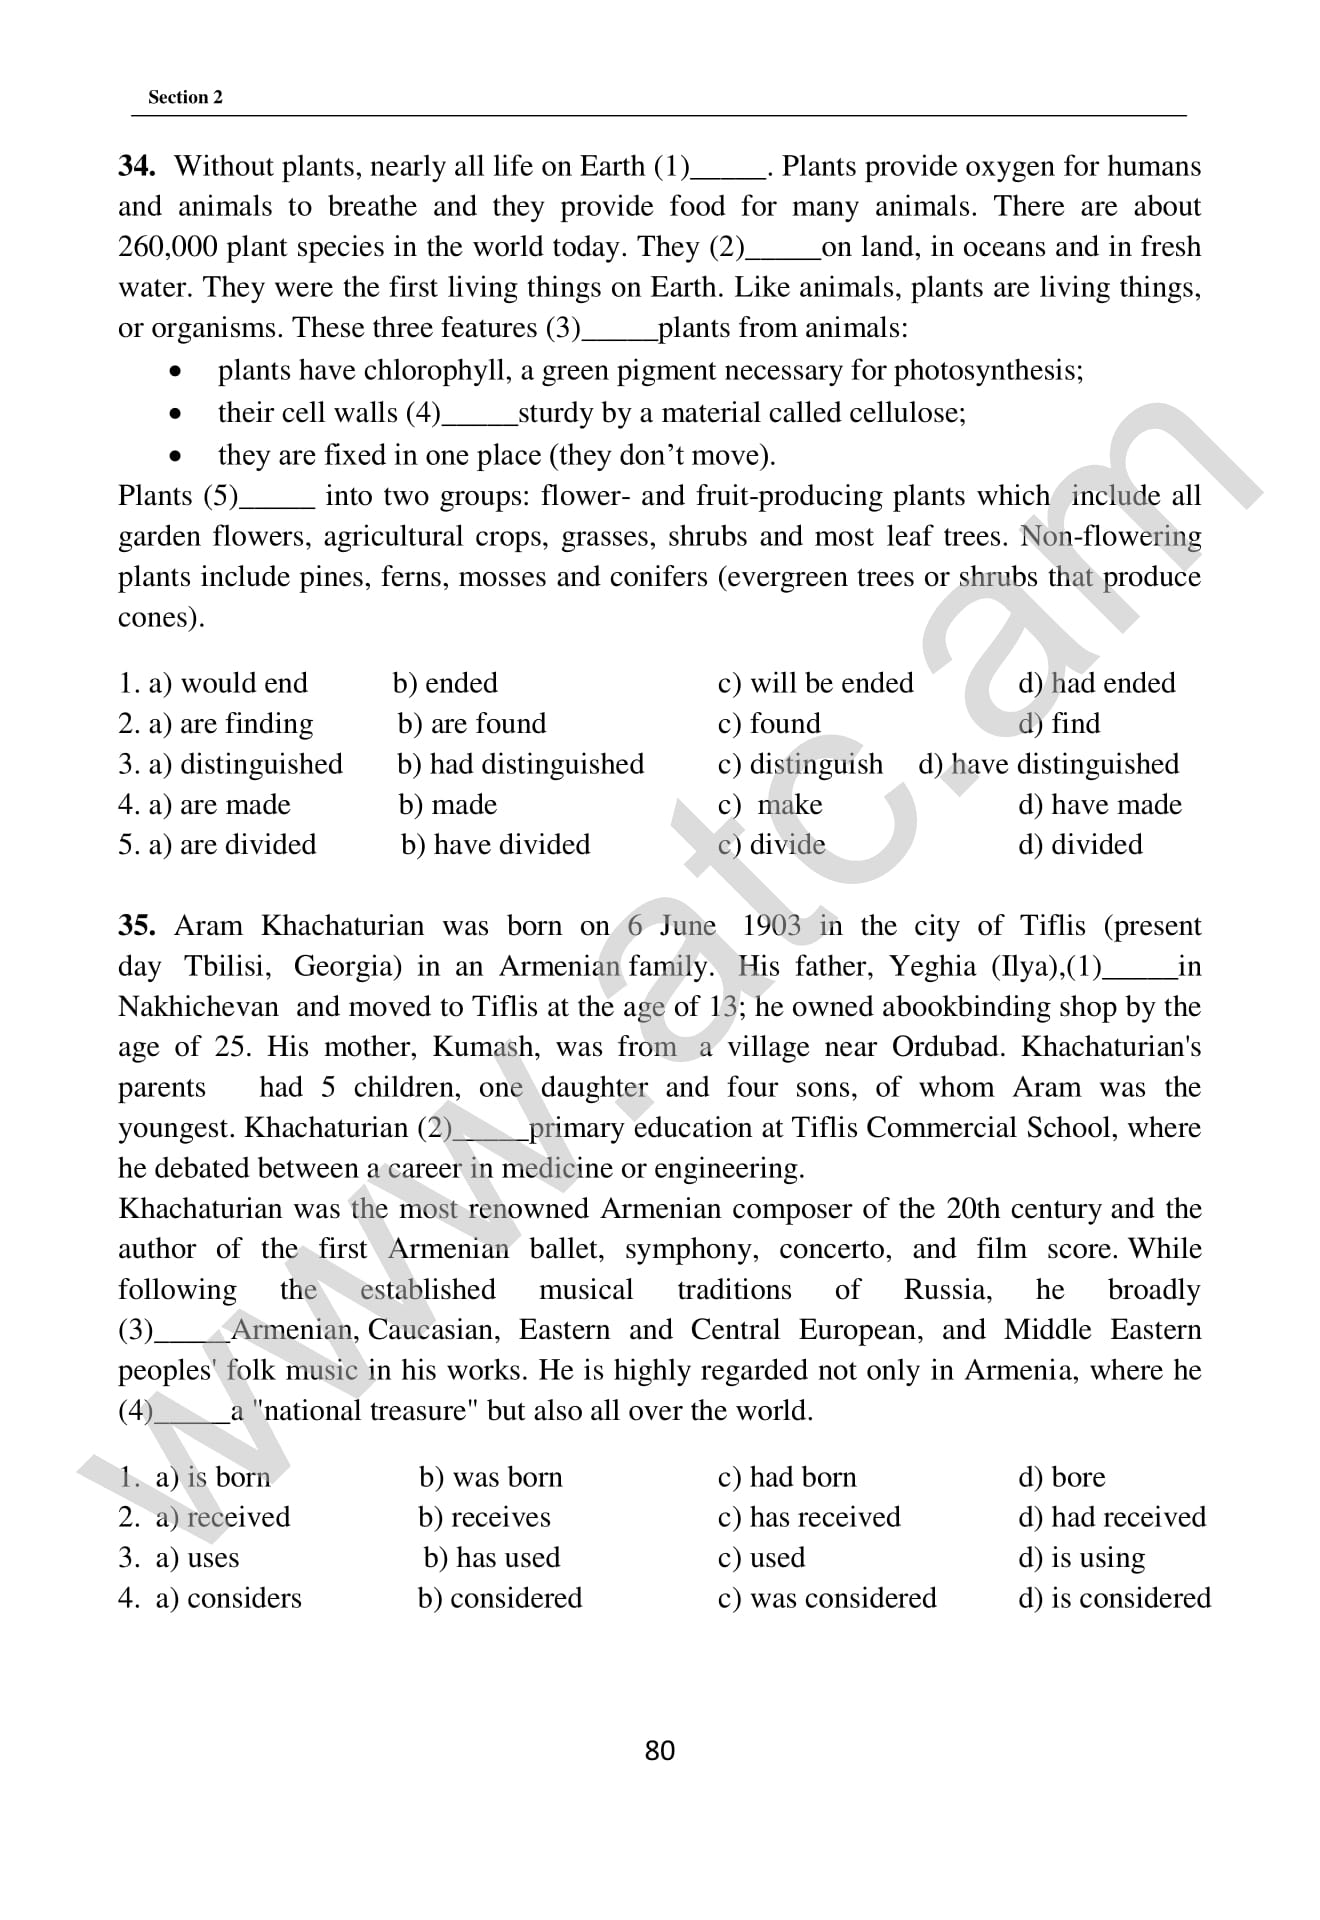 Section 2
34. Without plants, nearly all life on Earth (1)_____. Plants provide oxygen for humans
and animals to breathe and they provide food for many animals. There are about
260,000 plant species in the world today. They (2)_____on land, in oceans and in fresh
water. They were the first living things on Earth. Like animals, plants are living things,
or organisms. These three features (3)_____plants from animals:
• plants have chlorophyll, a green pigment necessary for photosynthesis;
• their cell walls (4)_____sturdy by a material called cellulose;
• they are fixed in one place (they don’t move).
Plants (5)_____ into two groups: flower- and fruit-producing plants which include all
garden flowers, agricultural crops, grasses, shrubs and most leaf trees. Non-flowering
plants include pines, ferns, mosses and conifers (evergreen trees or shrubs that produce
cones).
1. a) would end b) ended c) will be ended d) had ended
2. a) are finding b) are found c) found d) find
3. a) distinguished b) had distinguished c) distinguish d) have distinguished
4. a) are made b) made c) make d) have made
5. a) are divided b) have divided c) divide d) divided
35. Aram Khachaturian was born on 6 June 1903 in the city of Tiflis (present
day Tbilisi, Georgia) in an Armenian family. His father, Yeghia (Ilya),(1)_____in
Nakhichevan and moved to Tiflis at the age of 13; he owned abookbinding shop by the
age of 25. His mother, Kumash, was from a village near Ordubad. Khachaturian's
parents had 5 children, one daughter and four sons, of whom Aram was the
youngest. Khachaturian (2)_____primary education at Tiflis Commercial School, where
he debated between a career in medicine or engineering.
Khachaturian was the most renowned Armenian composer of the 20th century and the
author of the first Armenian ballet, symphony, concerto, and film score. While
following the established musical traditions of Russia, he broadly
(3)_____Armenian, Caucasian, Eastern and Central European, and Middle Eastern
peoples' folk music in his works. He is highly regarded not only in Armenia, where he
(4)_____a "national treasure" but also all over the world.
1. a) is born b) was born c) had born d) bore
2. a) received b) receives c) has received d) had received
3. a) uses b) has used c) used d) is using
4. a) considers b) considered c) was considered d) is considered
80
www.atc.am